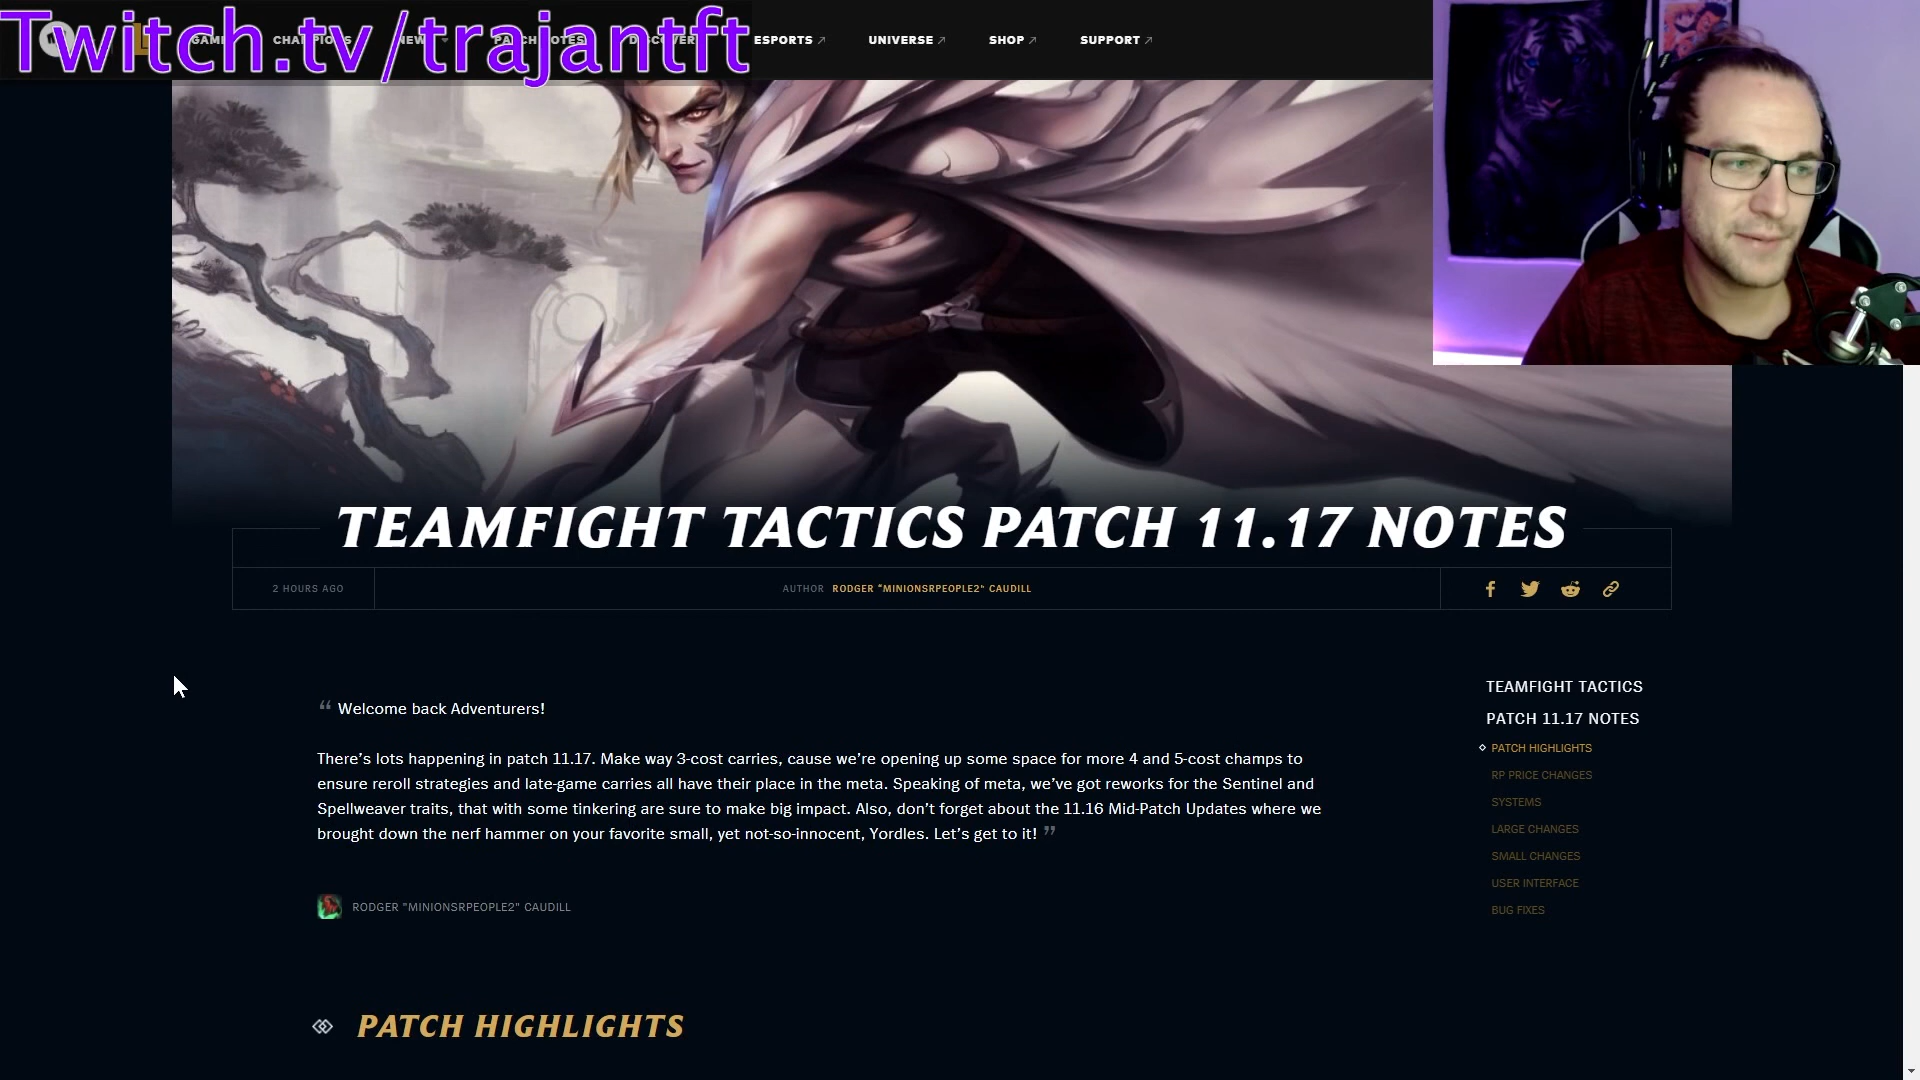 Twitch.tv/trajantft
ESPORTS UNIVERSE SHOP SUPPORT
TEAMFIGHT TACTICS PATCH 11.17 NOTES
2 HOURS AGO
AUTHOR RODGER "MINIONSRPEOPLE2" CAUDILL
“ Welcome back Adventurers!
There’s lots happening in patch 11.17. Make way 3-cost carries, cause we’re opening up some space for more 4 and 5-cost champs to
ensure reroll strategies and late-game carries all have their place in the meta. Speaking of meta, we’ve got reworks for the Sentinel and
Spellweaver traits, that with some tinkering are sure to make big impact. Also, don’t forget about the 11.16 Mid-Patch Updates where we
brought down the nerf hammer on your favorite small, yet not-so-innocent, Yordles. Let’s get to it! ”
RODGER "MINIONSRPEOPLE2" CAUDILL
PATCH HIGHLIGHTS
TEAMFIGHT TACTICS
PATCH 11.17 NOTES
PATCH HIGHLIGHTS
RP PRICE CHANGES
SYSTEMS
LARGE CHANGES
SMALL CHANGES
USER INTERFACE
BUG FIXES